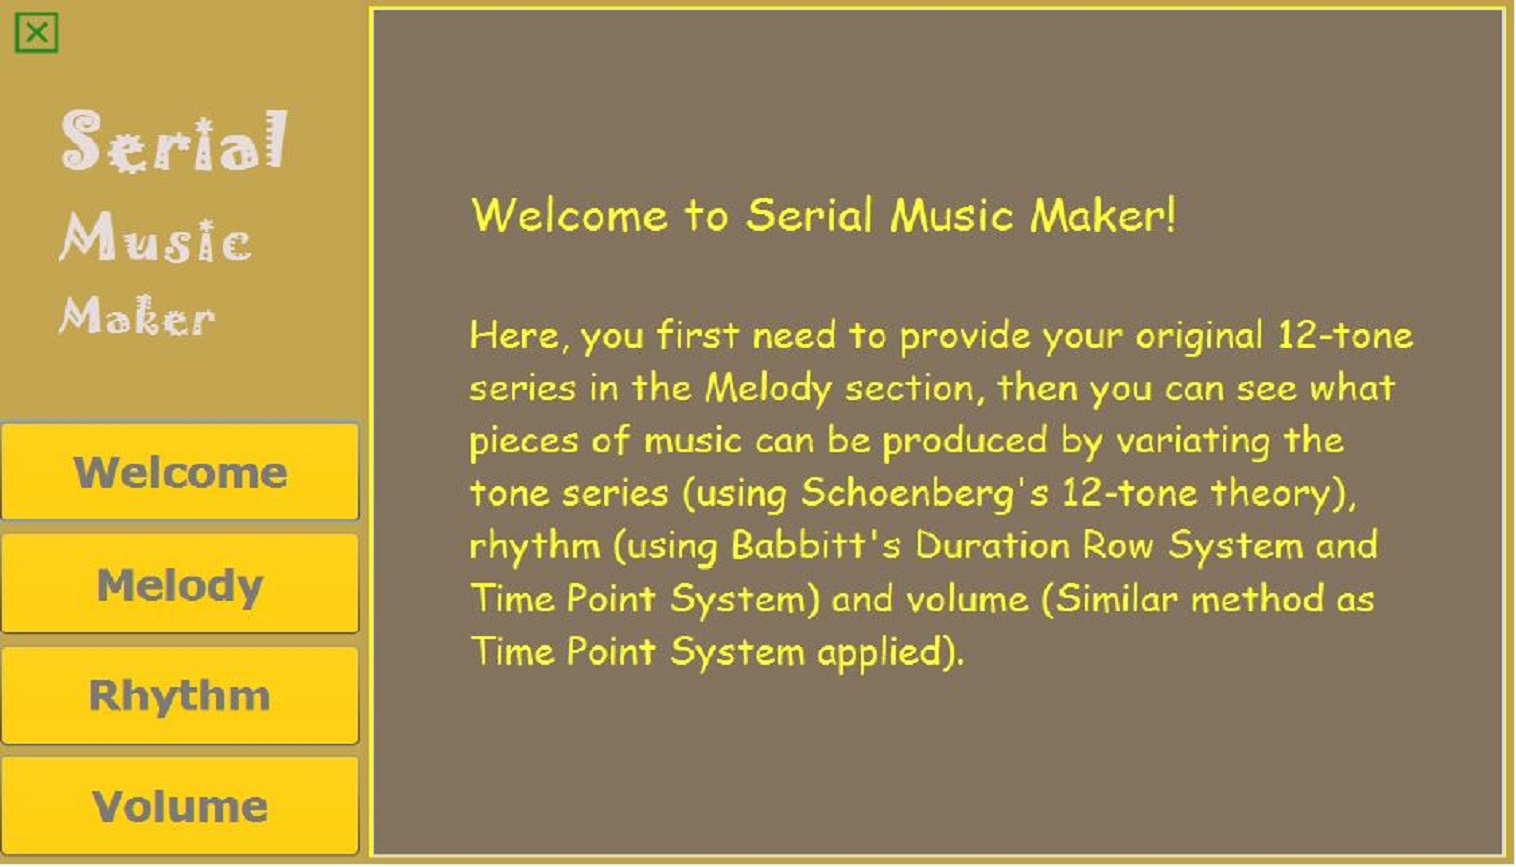 Serial
Music
Maker
Welcome
Melody
Rhythm
Volume
Welcome to Serial Music Maker!
Here, you first need to provide your original 12-tone
series in the Melody section, then you can see what
pieces of music can be produced by variating the
tone series (using Schoenberg's 12-tone theory),
rhythm (using Babbitt's Duration Row System and
Time Point System) and volume (Similar method as
Time Point System applied).